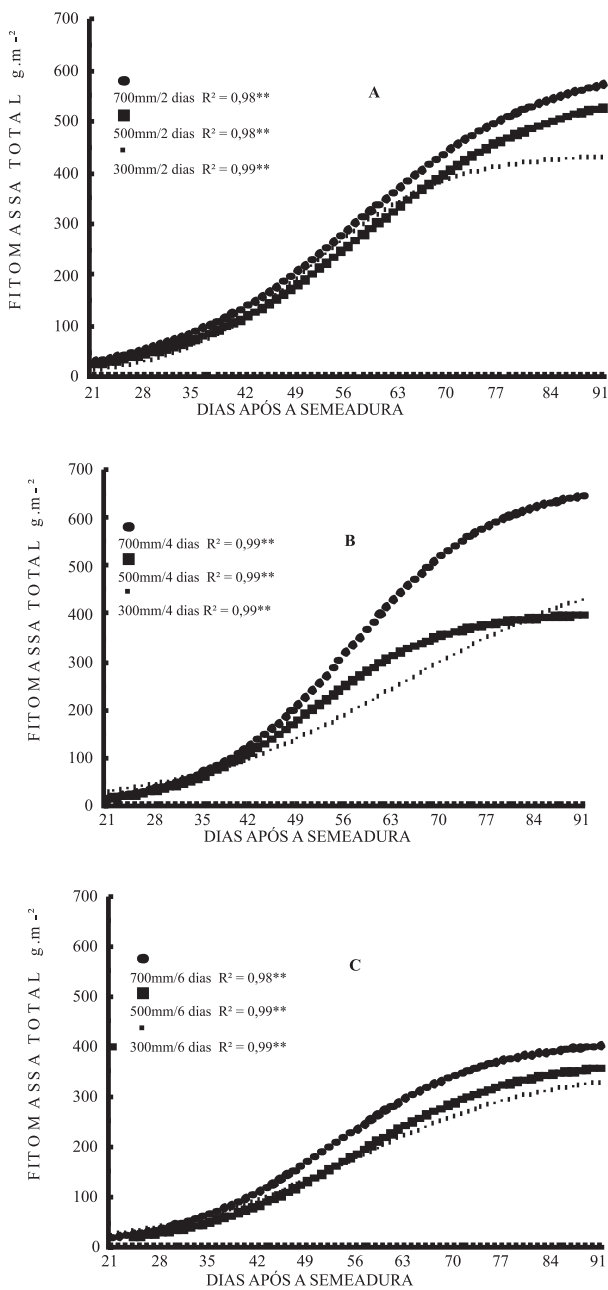 FITOMASSA TOTAL g.m-²
700
600
500
400
300
200
100
0
A
700mm/2 dias R² = 0,98**
500mm/2 dias R² = 0,98**
300mm/2 dias R² = 0,99**
21 28 35 42 49 56 63 70 77 84 91
DIAS APÓS A SEMEADURA
FITOMASSA TOTAL g.m-²
700
600
500
400
300
200
100
0
B
700mm/4 dias R² = 0,99**
500mm/4 dias R² = 0,99**
300mm/4 dias R² = 0,99**
21 28 35 42 49 56 63 70 77 84 91
DIAS APÓS A SEMEADURA
FITOMASSA TOTAL g.m-²
700
600
500
400
300
200
100
0
C
700mm/6 dias R² = 0,98**
500mm/6 dias R² = 0,99**
300mm/6 dias R² = 0,99**
21 28 35 42 49 56 63 70 77 84 91
DIAS APÓS A SEMEADURA